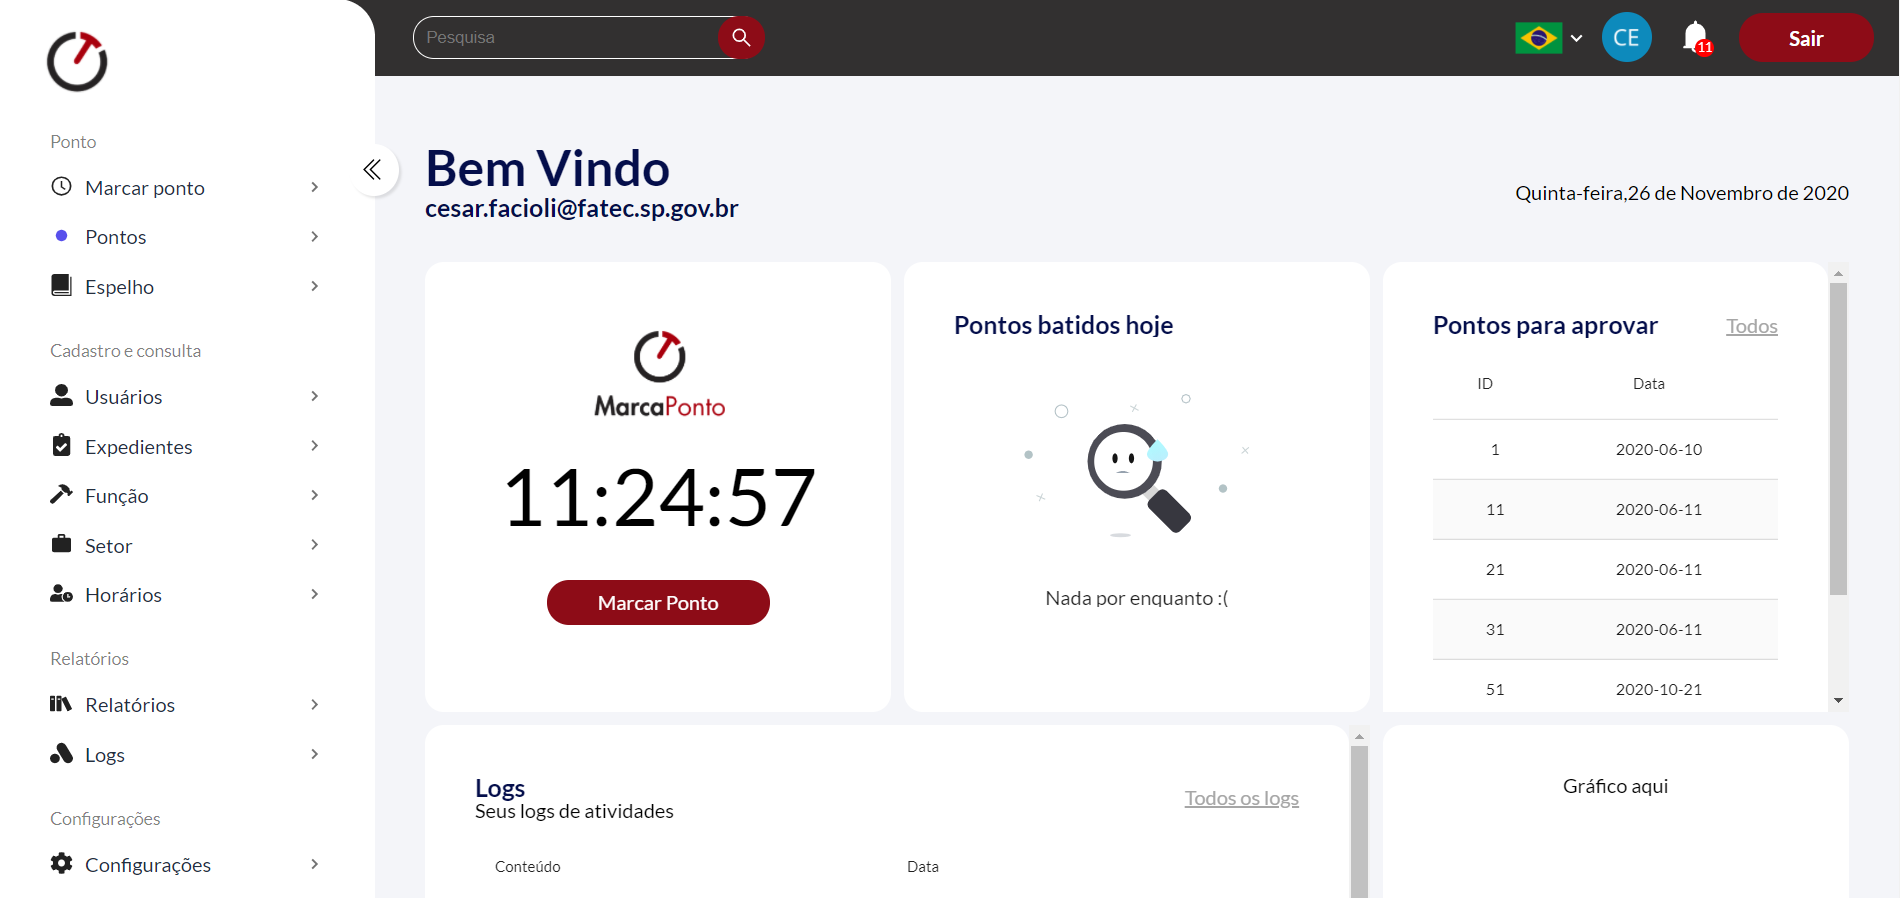 Pesquisa
CE
11
Sair
Ponto
Marcar ponto
Pontos
Espelho
Cadastro e consulta
Usuários
Expedientes
Função
Setor
Horários
Relatórios
Relatórios
Logs
Configurações
Configurações
Bem Vindo
cesar.facioli@fatec.sp.gov.br
Quinta-feira,26 de Novembro de 2020
MarcaPonto
11:24:57
Marcar Ponto
Pontos batidos hoje
Nada por enquanto :(
Pontos para aprovar Todos
ID Data
1 2020-06-10
11 2020-06-11
21 2020-06-11
31 2020-06-11
51 2020-10-21
Logs
Seus logs de atividades
Todos os logs
Conteúdo Data
Gráfico aqui